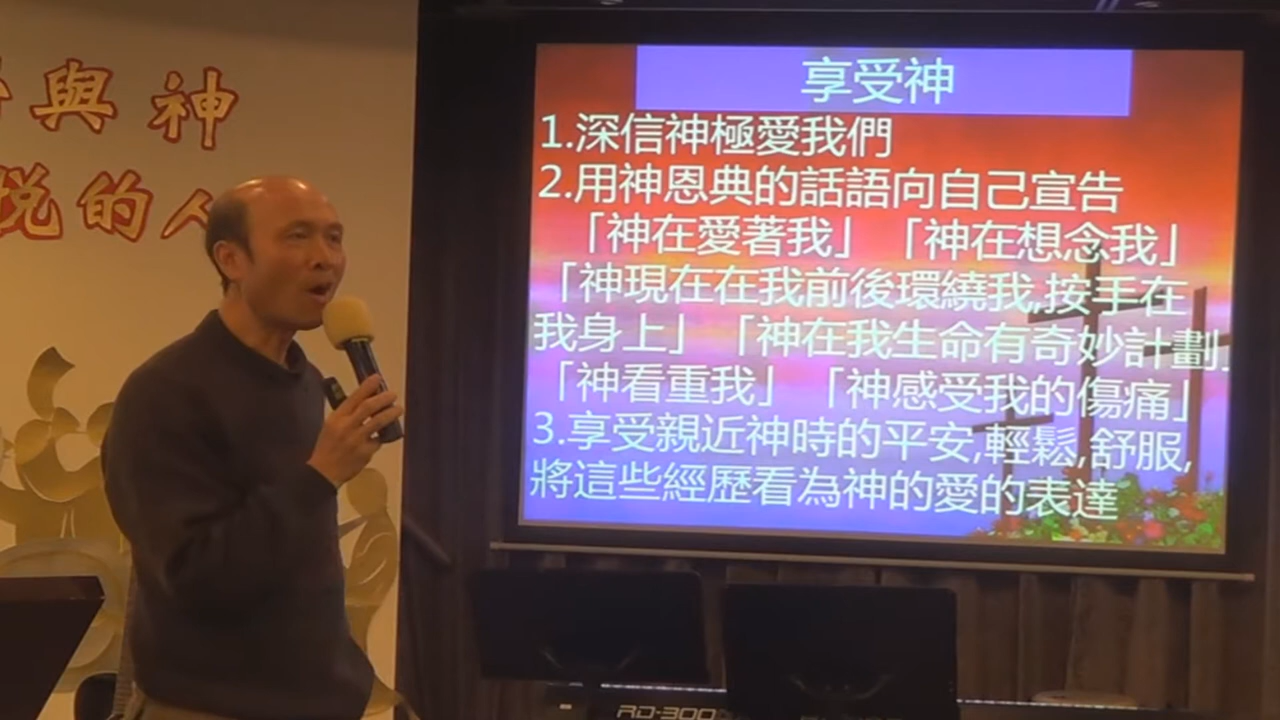 與神
悅的人
享受神
1.深信神極愛我們
2.用神恩典的話語向自己宣告
「神在愛著我」「神在想念我」
「神現在在我前後環繞我,按手在
我身上」「神在我生命有奇妙計劃」
「神看重我」「神感受我的傷痛」
3.享受親近神時的平安,輕鬆,舒服,
將這些經歷看為神的愛的表達
RD-300